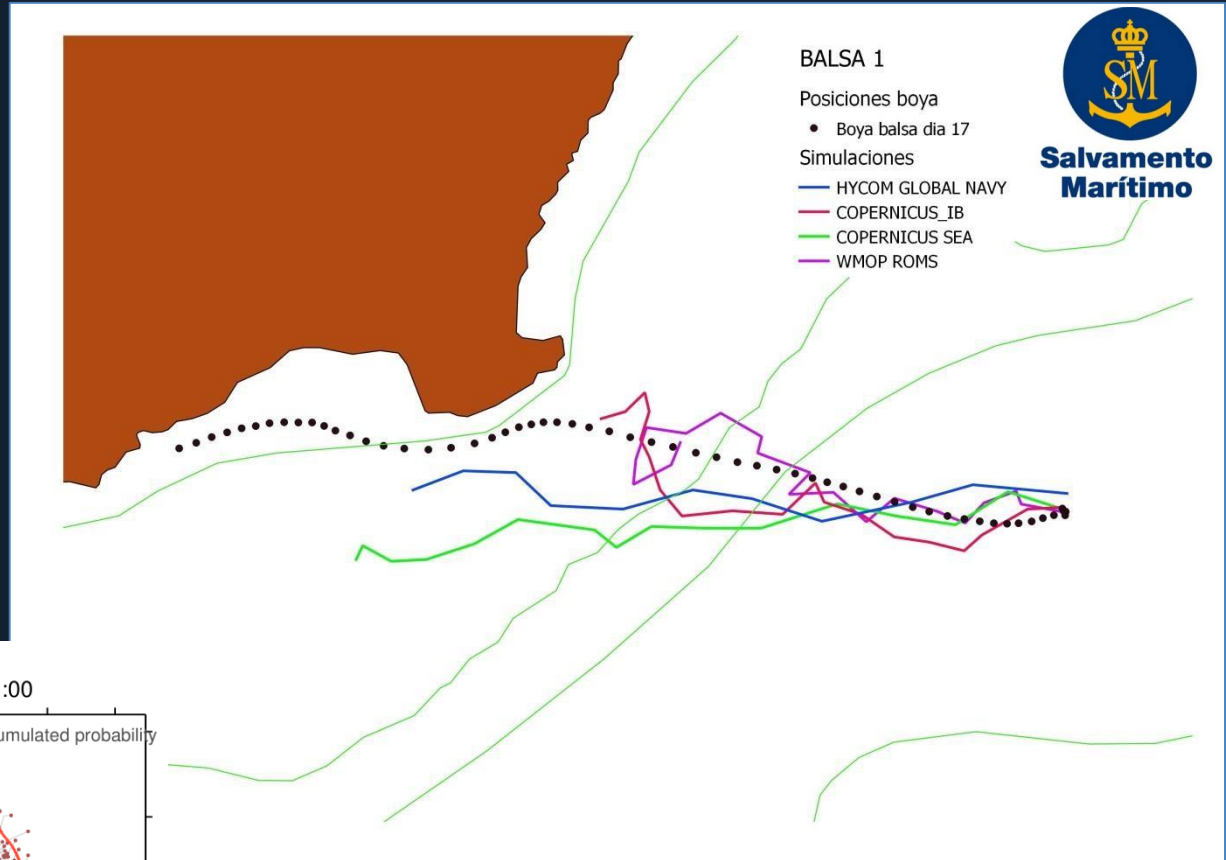 BALSA 1
Posiciones boya
Boya balsa dia 17
Simulaciones
HYCOM GLOBAL NAVY
COPERNICUS_IB
COPERNICUS SEA
WMOP ROMS
SM
Salvamento
Marítimo
:00
probability